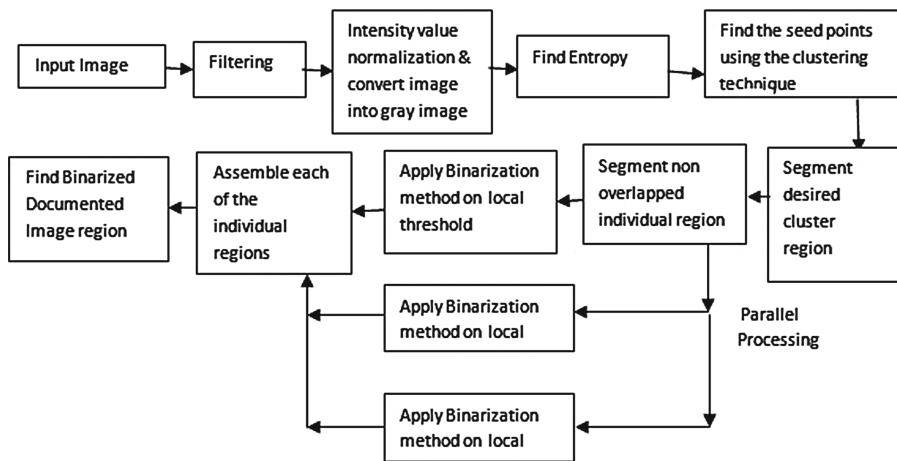 Input Image
Filtering
Intensity value
normalization &
convert image
into gray image
Find Entropy
Find the seed points
using the clustering
technique
Segment
desired
cluster
region
Segment non
overlapped
individual region
Apply Binarization
method on local
threshold
Assemble each
of the
individual
regions
Find Binarized
Documented
Image region
Apply Binarization
method on local
Parallel
Processing
Apply Binarization
method on local